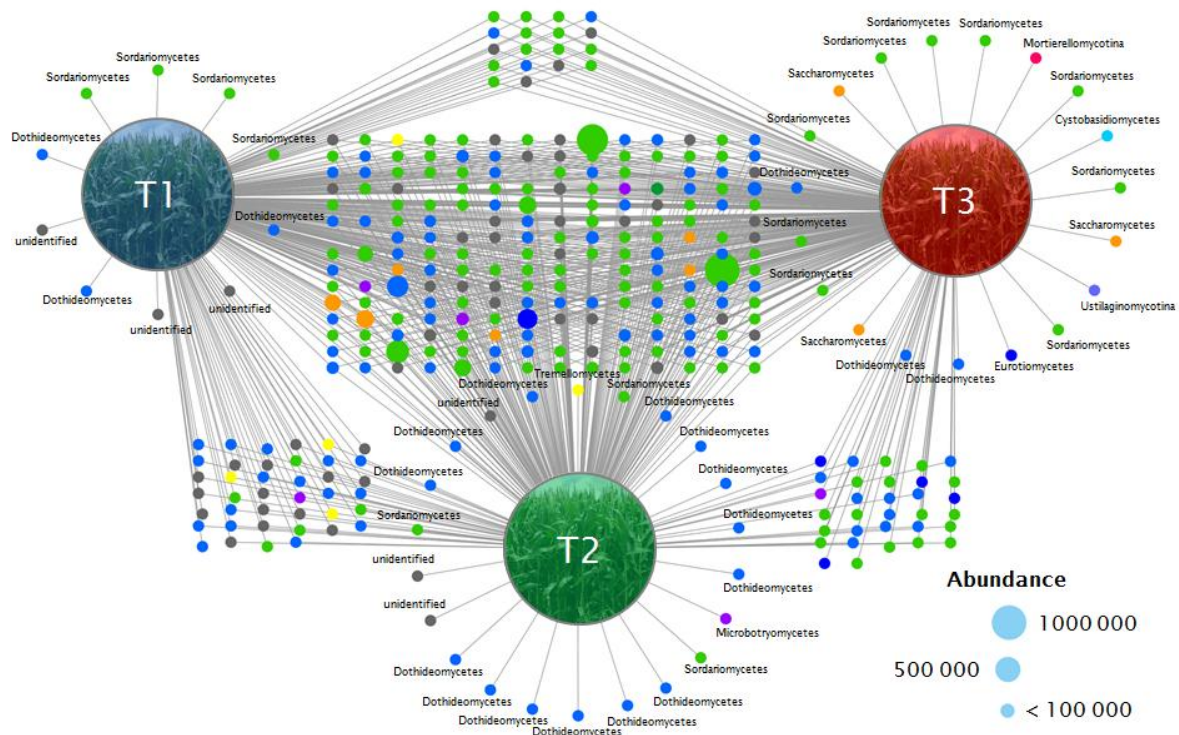 Sordariomycetes
Sordariomycetes
Sordariomycetes
Sordariomycetes
Mortierellomycotina
Sordariomycetes
Sordariomycetes
Sordariomycetes
Saccharomycetes
Sordariomycetes
Cystobasidiomycetes
Sordariomycetes
Dothideomycetes
Sordariomycetes
Dothideomycetes
Sordariomycetes
T1
T3
Dothideomycetes
unidentified
Sordariomycetes
Saccharomycetes
Sordariomycetes
Dothideomycetes
unidentified
unidentified
Ustilaginomycotina
Saccharomycetes
Sordariomycetes
Dothideomycetes
Dothideomycetes
Eurotiomycetes
Tremellomycetes
Dothideomycetes
Sordariomycetes
unidentified
Dothideomycetes
Dothideomycetes
Dothideomycetes
Dothideomycetes
Dothideomycetes
Sordariomycetes
Dothideomycetes
T2
unidentified
Dothideomycetes
unidentified
Microbotryomycetes
Dothideomycetes
Sordariomycetes
Dothideomycetes
Dothideomycetes
Dothideomycetes
Dothideomycetes
Dothideomycetes
Abundance
1000 000
500 000
< 100 000